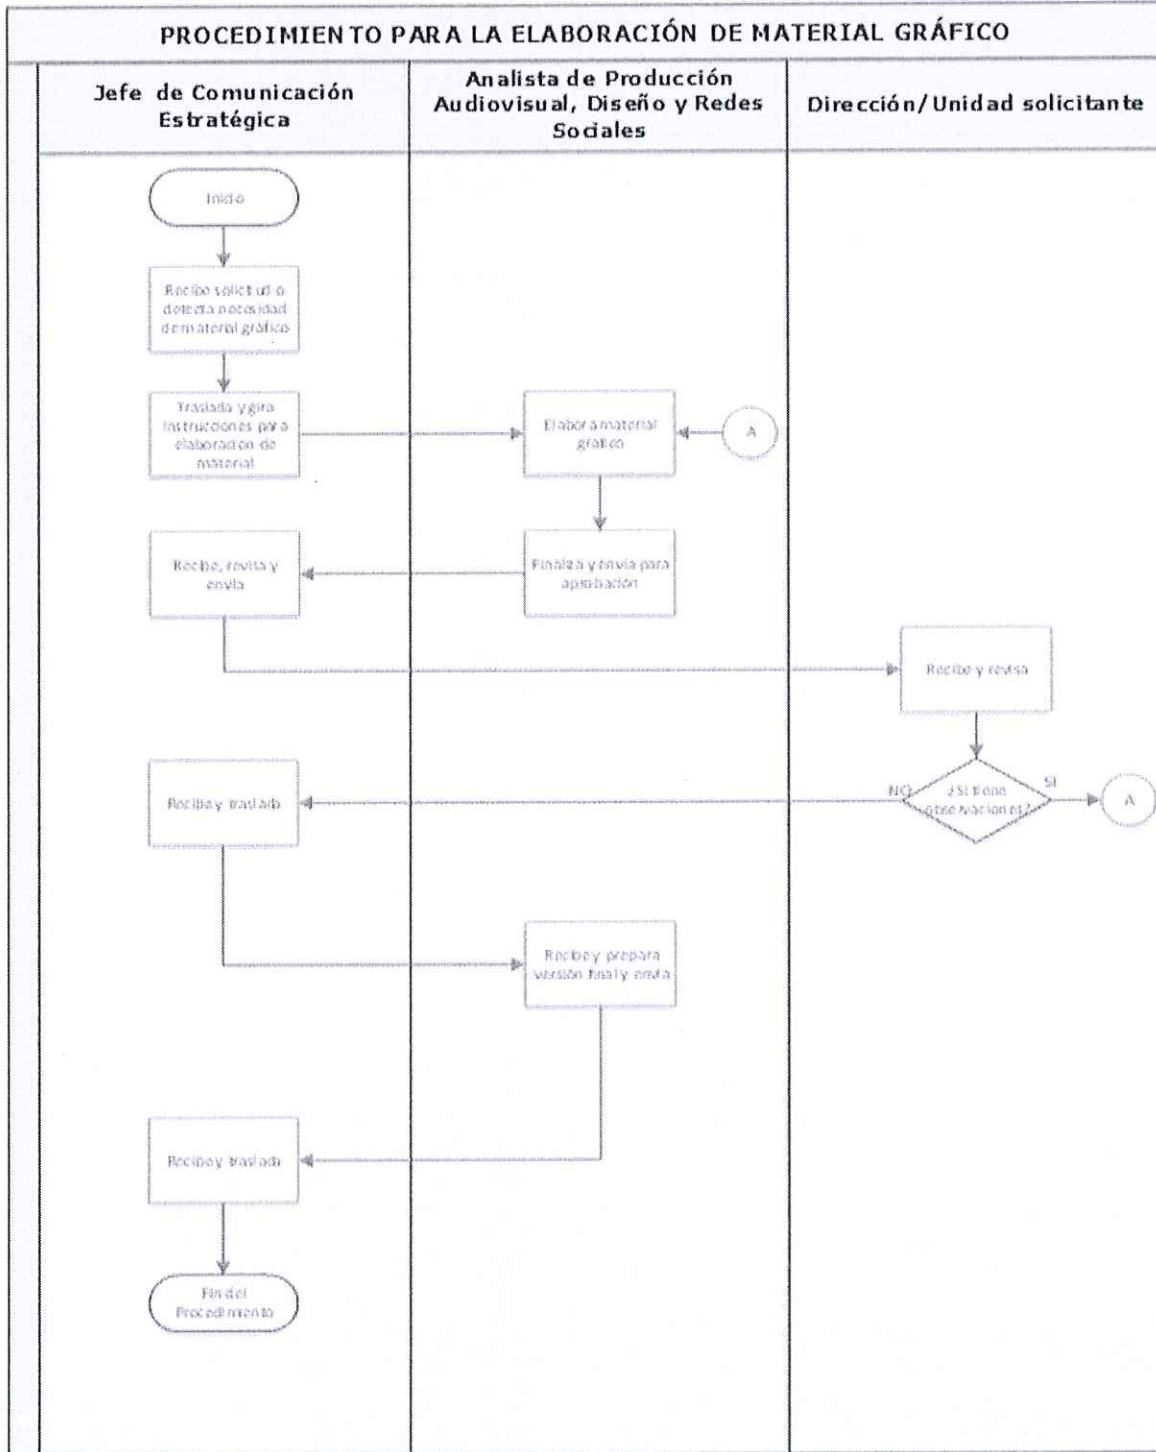 PROCEDIMIENTO PARA LA ELABORACIÓN DE MATERIAL GRÁFICO
Jefe de Comunicación
Estratégica
Analista de Producción
Audiovisual, Diseño y Redes
Sociales
Dirección/Unidad solicitante
Inicio
Recibe solicitud o
detecta necesidad
de material gráfico
Traslada y gira
instrucciones para
elaboración de
material
Elabora material
gráfico
A
Recibe, revisa y
envía
Finaliza y envía para
aprobación
Recibe y revisa
Recibe y traslada
NO
¿Si tiene
observaciones?
SI
A
Recibe y prepara
versión final y envía
Recibe y traslada
Fin del
Procedimiento